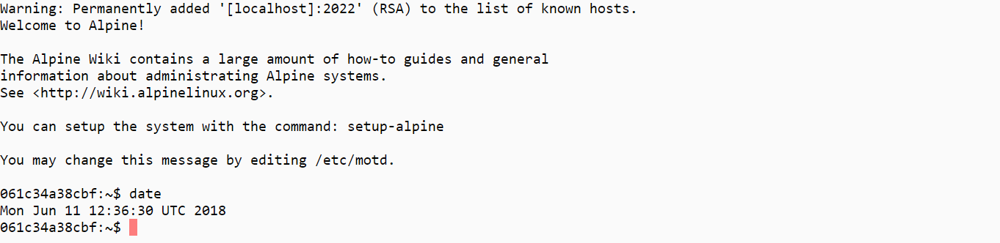 Warning: Permanently added '[localhost]:2022' (RSA) to the list of known hosts.
Welcome to Alpine!
The Alpine Wiki contains a large amount of how-to guides and general
information about administrating Alpine systems.
See <http://wiki.alpinelinux.org>.
You can setup the system with the command: setup-alpine
You may change this message by editing /etc/motd.
061c34a38cbf:~$ date
Mon Jun 11 12:36:30 UTC 2018
061c34a38cbf:~$